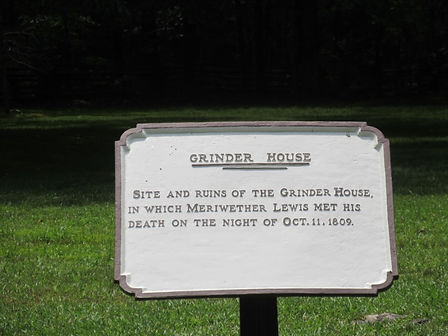 GRINDER HOUSE
SITE AND RUINS OF THE GRINDER HOUSE,
IN WHICH MERIWETHER LEWIS MET HIS
DEATH ON THE NIGHT OF OCT. 11, 1809.